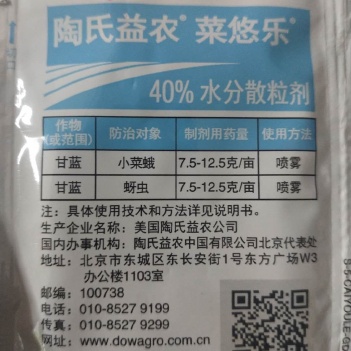 陶氏益农® 菜悠乐®
40% 水分散粒剂
作物(或范围) 防治对象 制剂用药量 使用方法
甘蓝 小菜蛾 7.5-12.5克/亩 喷雾
甘蓝 蚜虫 7.5-12.5克/亩 喷雾
注：具体使用技术和方法详见说明书。
生产企业名称：美国陶氏益农公司
国内办事机构：陶氏益农中国有限公司北京代表处
地址：北京市东城区东长安街1号东方广场W3
办公楼1103室
邮编：100738
电话：010-8527 9199
传真：010-8527 9299
网址：www.dowagro.com.cn